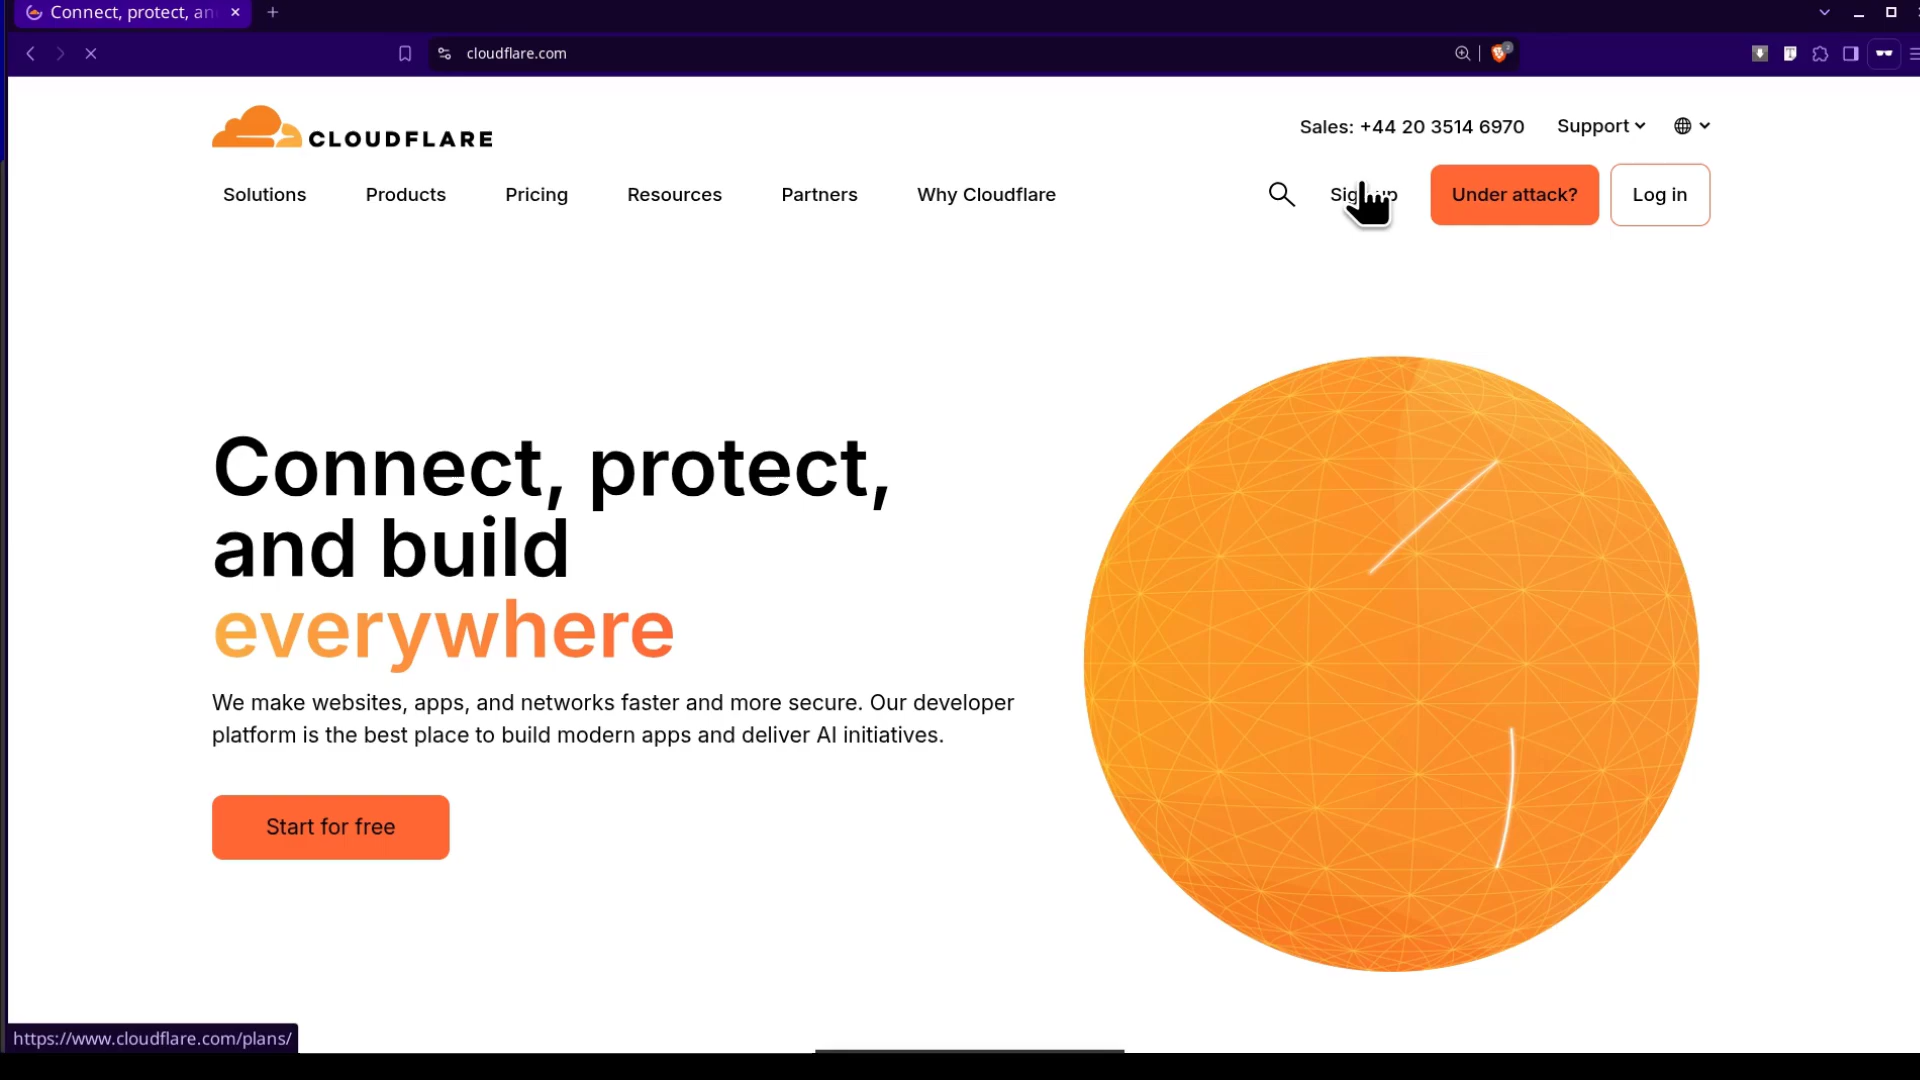 Connect, protect, an
cloudflare.com
CLOUDFLARE
Sales: +44 20 3514 6970
Support
Solutions
Products
Pricing
Resources
Partners
Why Cloudflare
Under attack?
Log in
Connect, protect,
and build
everywhere
We make websites, apps, and networks faster and more secure. Our developer
platform is the best place to build modern apps and deliver AI initiatives.
Start for free
https://www.cloudflare.com/plans/